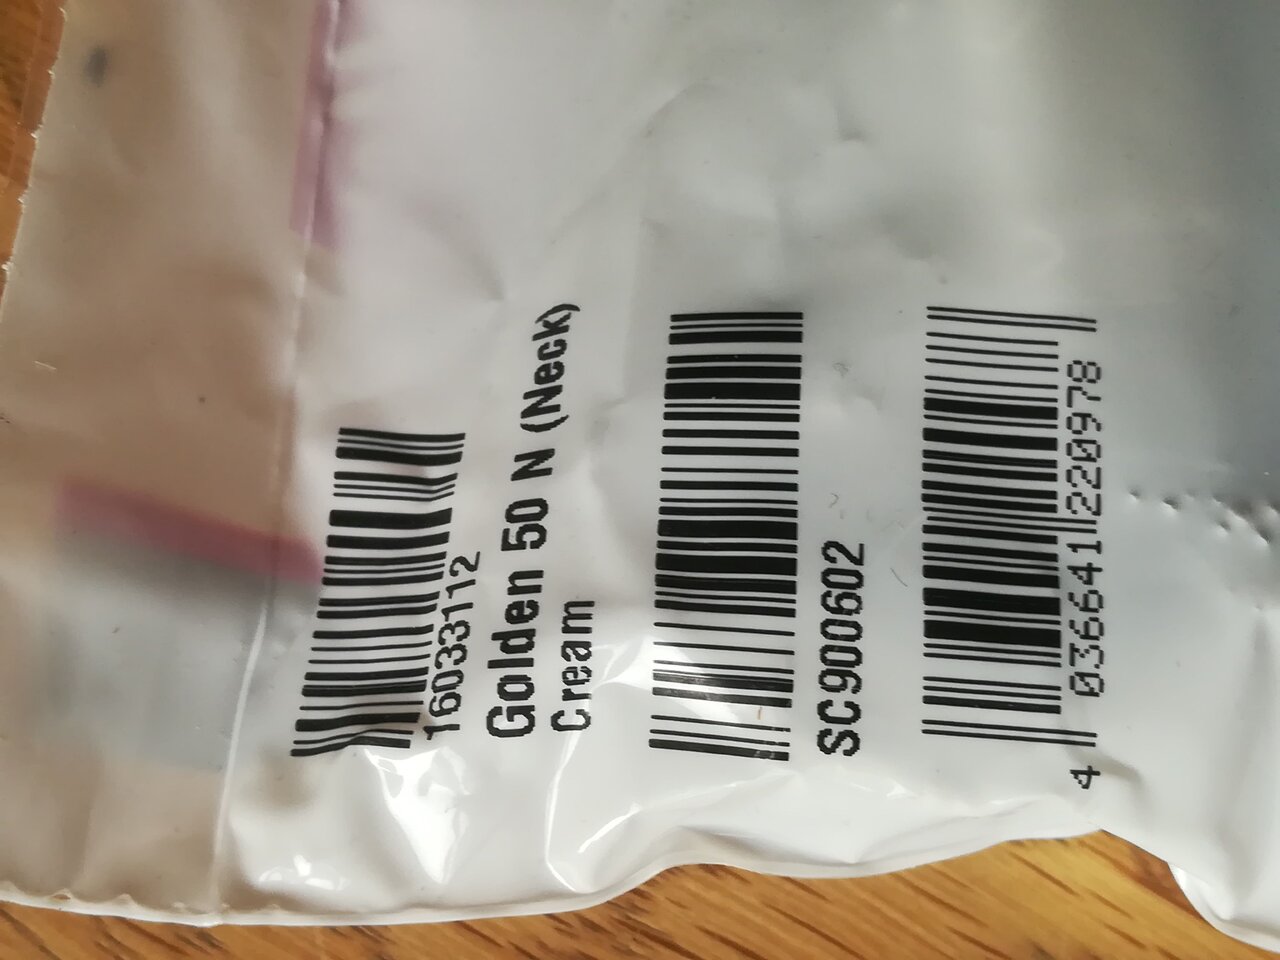 16033112
Golden 50 N (Neck)
Cream
SC900602
4 036641 220978